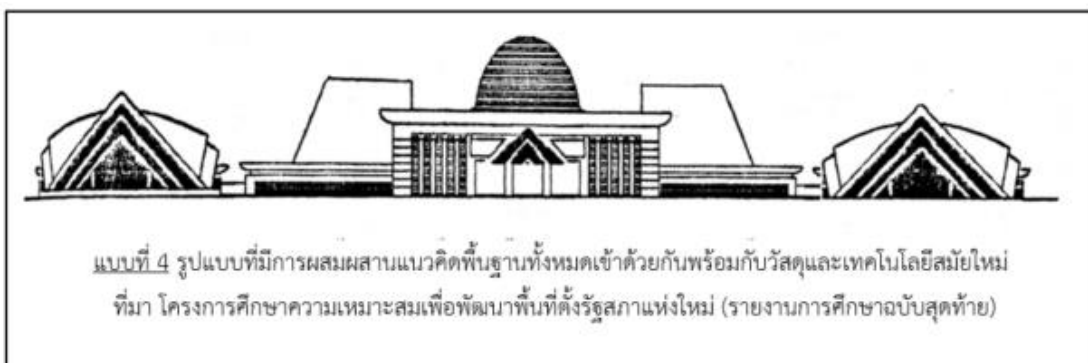 แบบที่ 4 รูปแบบที่มีการผสมผสานแนวคิดพื้นฐานทั้งหมดเข้าด้วยกันพร้อมกับวัสดุและเทคโนโลยีสมัยใหม่
ที่มา โครงการศึกษาความเหมาะสมเพื่อพัฒนาพื้นที่ตั้งรัฐสภาแห่งใหม่ (รายงานการศึกษาฉบับสุดท้าย)